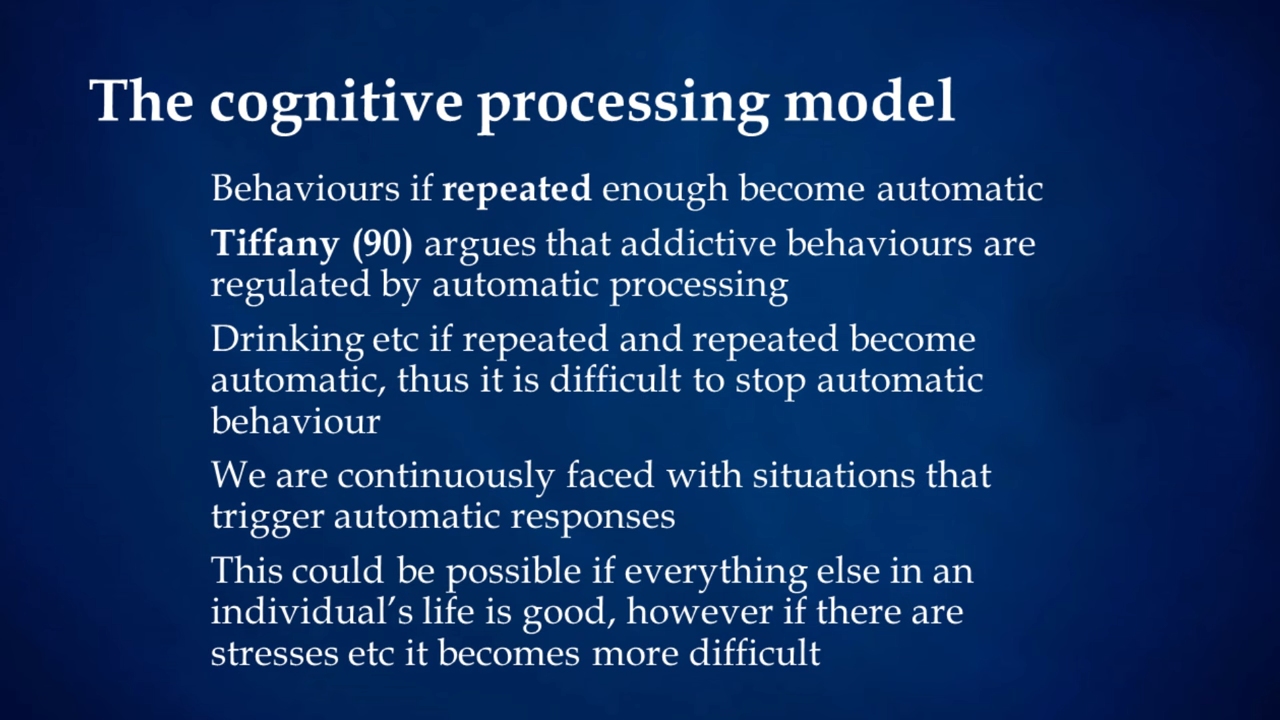 The cognitive processing model
Behaviours if repeated enough become automatic
Tiffany (90) argues that addictive behaviours are
regulated by automatic processing
Drinking etc if repeated and repeated become
automatic, thus it is difficult to stop automatic
behaviour
We are continuously faced with situations that
trigger automatic responses
This could be possible if everything else in an
individual’s life is good, however if there are
stresses etc it becomes more difficult